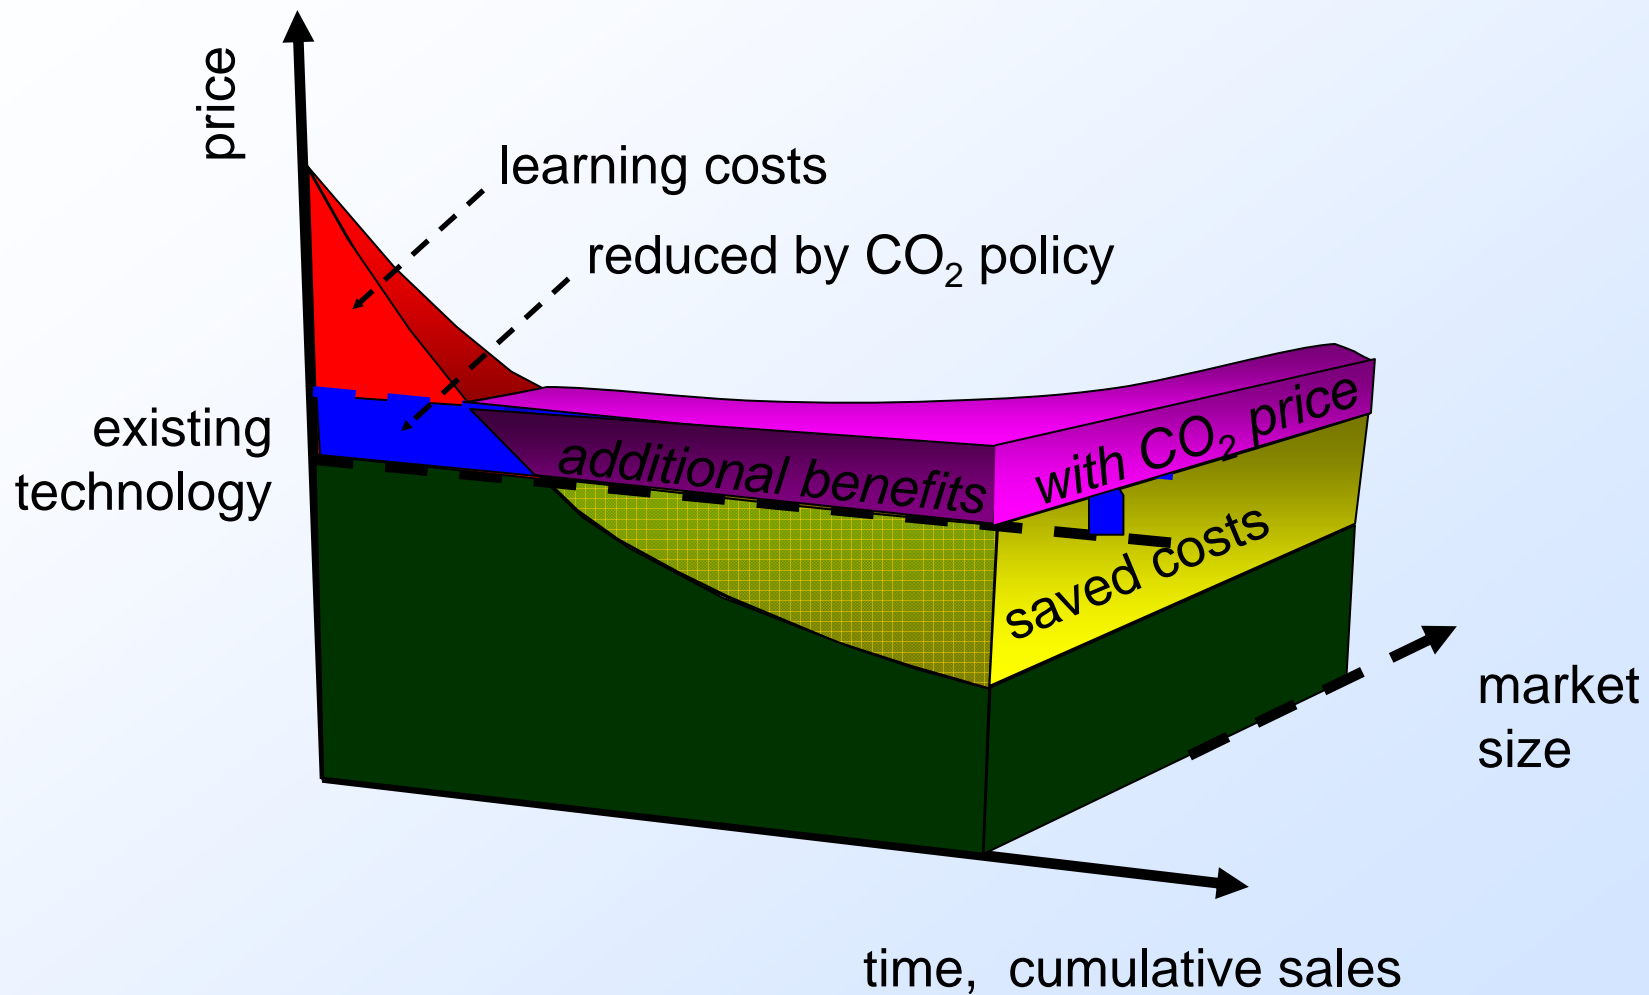 price
learning costs
reduced by CO₂ policy
existing
technology
additional benefits
with CO₂ price
saved costs
market
size
time, cumulative sales